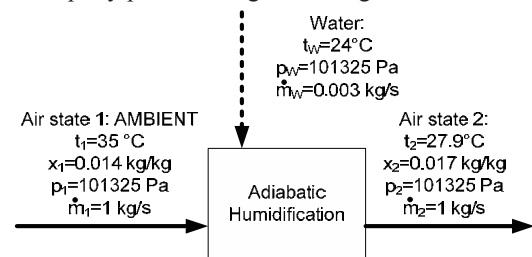 Water:
tW=24°C
pW=101325 Pa
ṁW=0.003 kg/s
Air state 1: AMBIENT
t1=35 °C
x1=0.014 kg/kg
p1=101325 Pa
ṁ1=1 kg/s
Adiabatic
Humidification
Air state 2:
t2=27.9°C
x2=0.017 kg/kg
p2=101325 Pa
ṁ2=1 kg/s